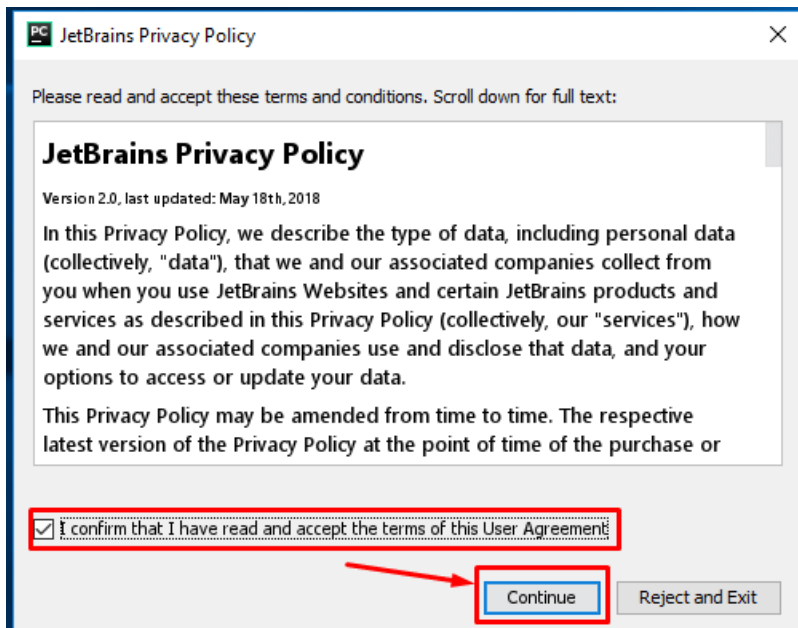 PC JetBrains Privacy Policy
Please read and accept these terms and conditions. Scroll down for full text:
JetBrains Privacy Policy
Version 2.0, last updated: May 18th, 2018
In this Privacy Policy, we describe the type of data, including personal data
(collectively, "data"), that we and our associated companies collect from
you when you use JetBrains Websites and certain JetBrains products and
services as described in this Privacy Policy (collectively, our "services"), how
we and our associated companies use and disclose that data, and your
options to access or update your data.
This Privacy Policy may be amended from time to time. The respective
latest version of the Privacy Policy at the point of time of the purchase or
I confirm that I have read and accept the terms of this User Agreement
Continue Reject and Exit